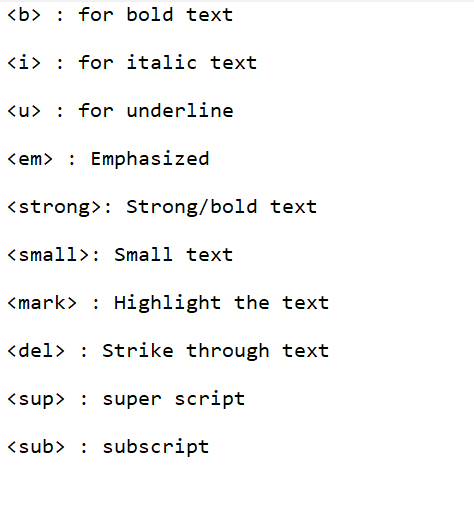 <b> : for bold text
<i> : for italic text
<u> : for underline
<em> : Emphasized
<strong>: Strong/bold text
<small>: Small text
<mark> : Highlight the text
<del> : Strike through text
<sup> : super script
<sub> : subscript